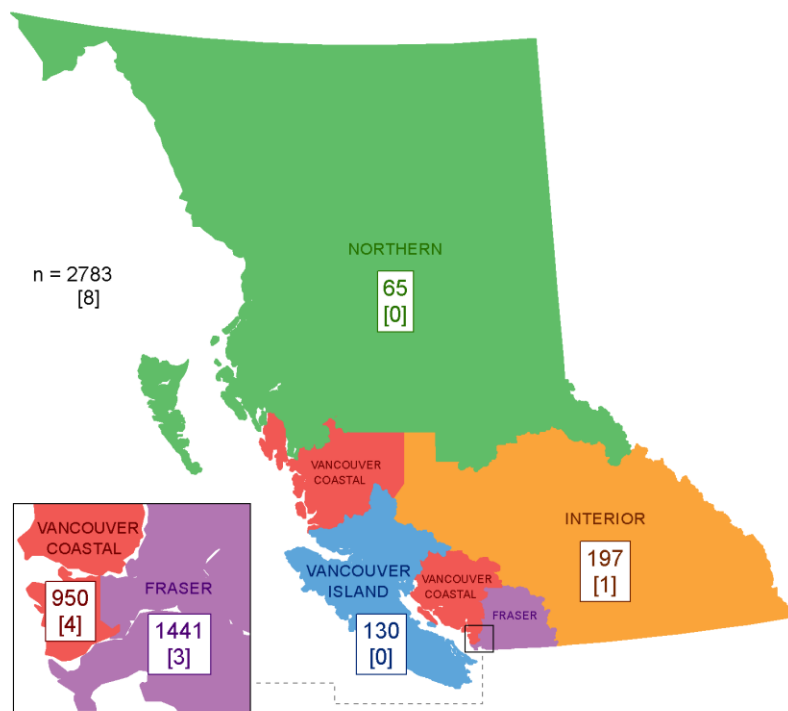 NORTHERN
65
[0]
n = 2783
[8]
VANCOUVER
COASTAL
INTERIOR
197
[1]
VANCOUVER
ISLAND
130
[0]
VANCOUVER
COASTAL
FRASER
VANCOUVER
COASTAL
950
[4]
FRASER
1441
[3]